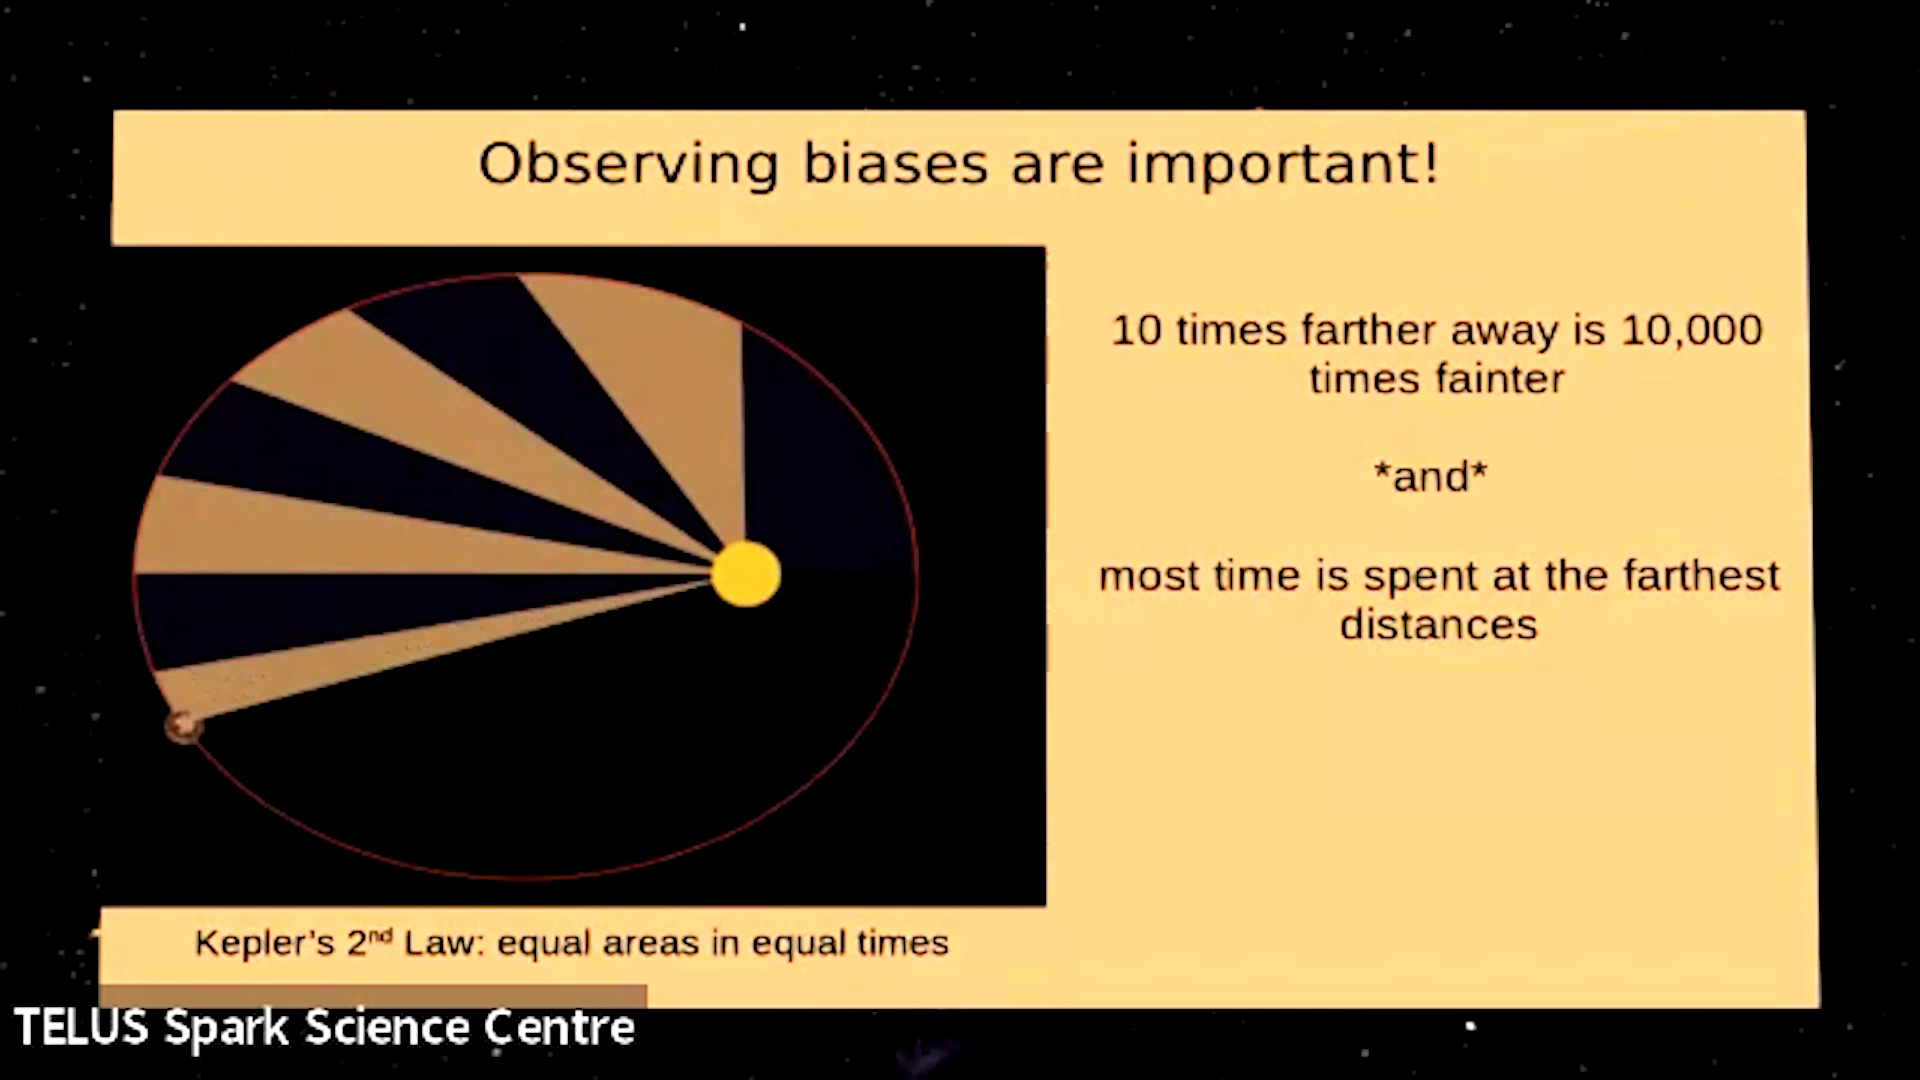 Observing biases are important!
10 times farther away is 10,000
times fainter
*and*
most time is spent at the farthest
distances
Kepler’s 2nd Law: equal areas in equal times
TELUS Spark Science Centre